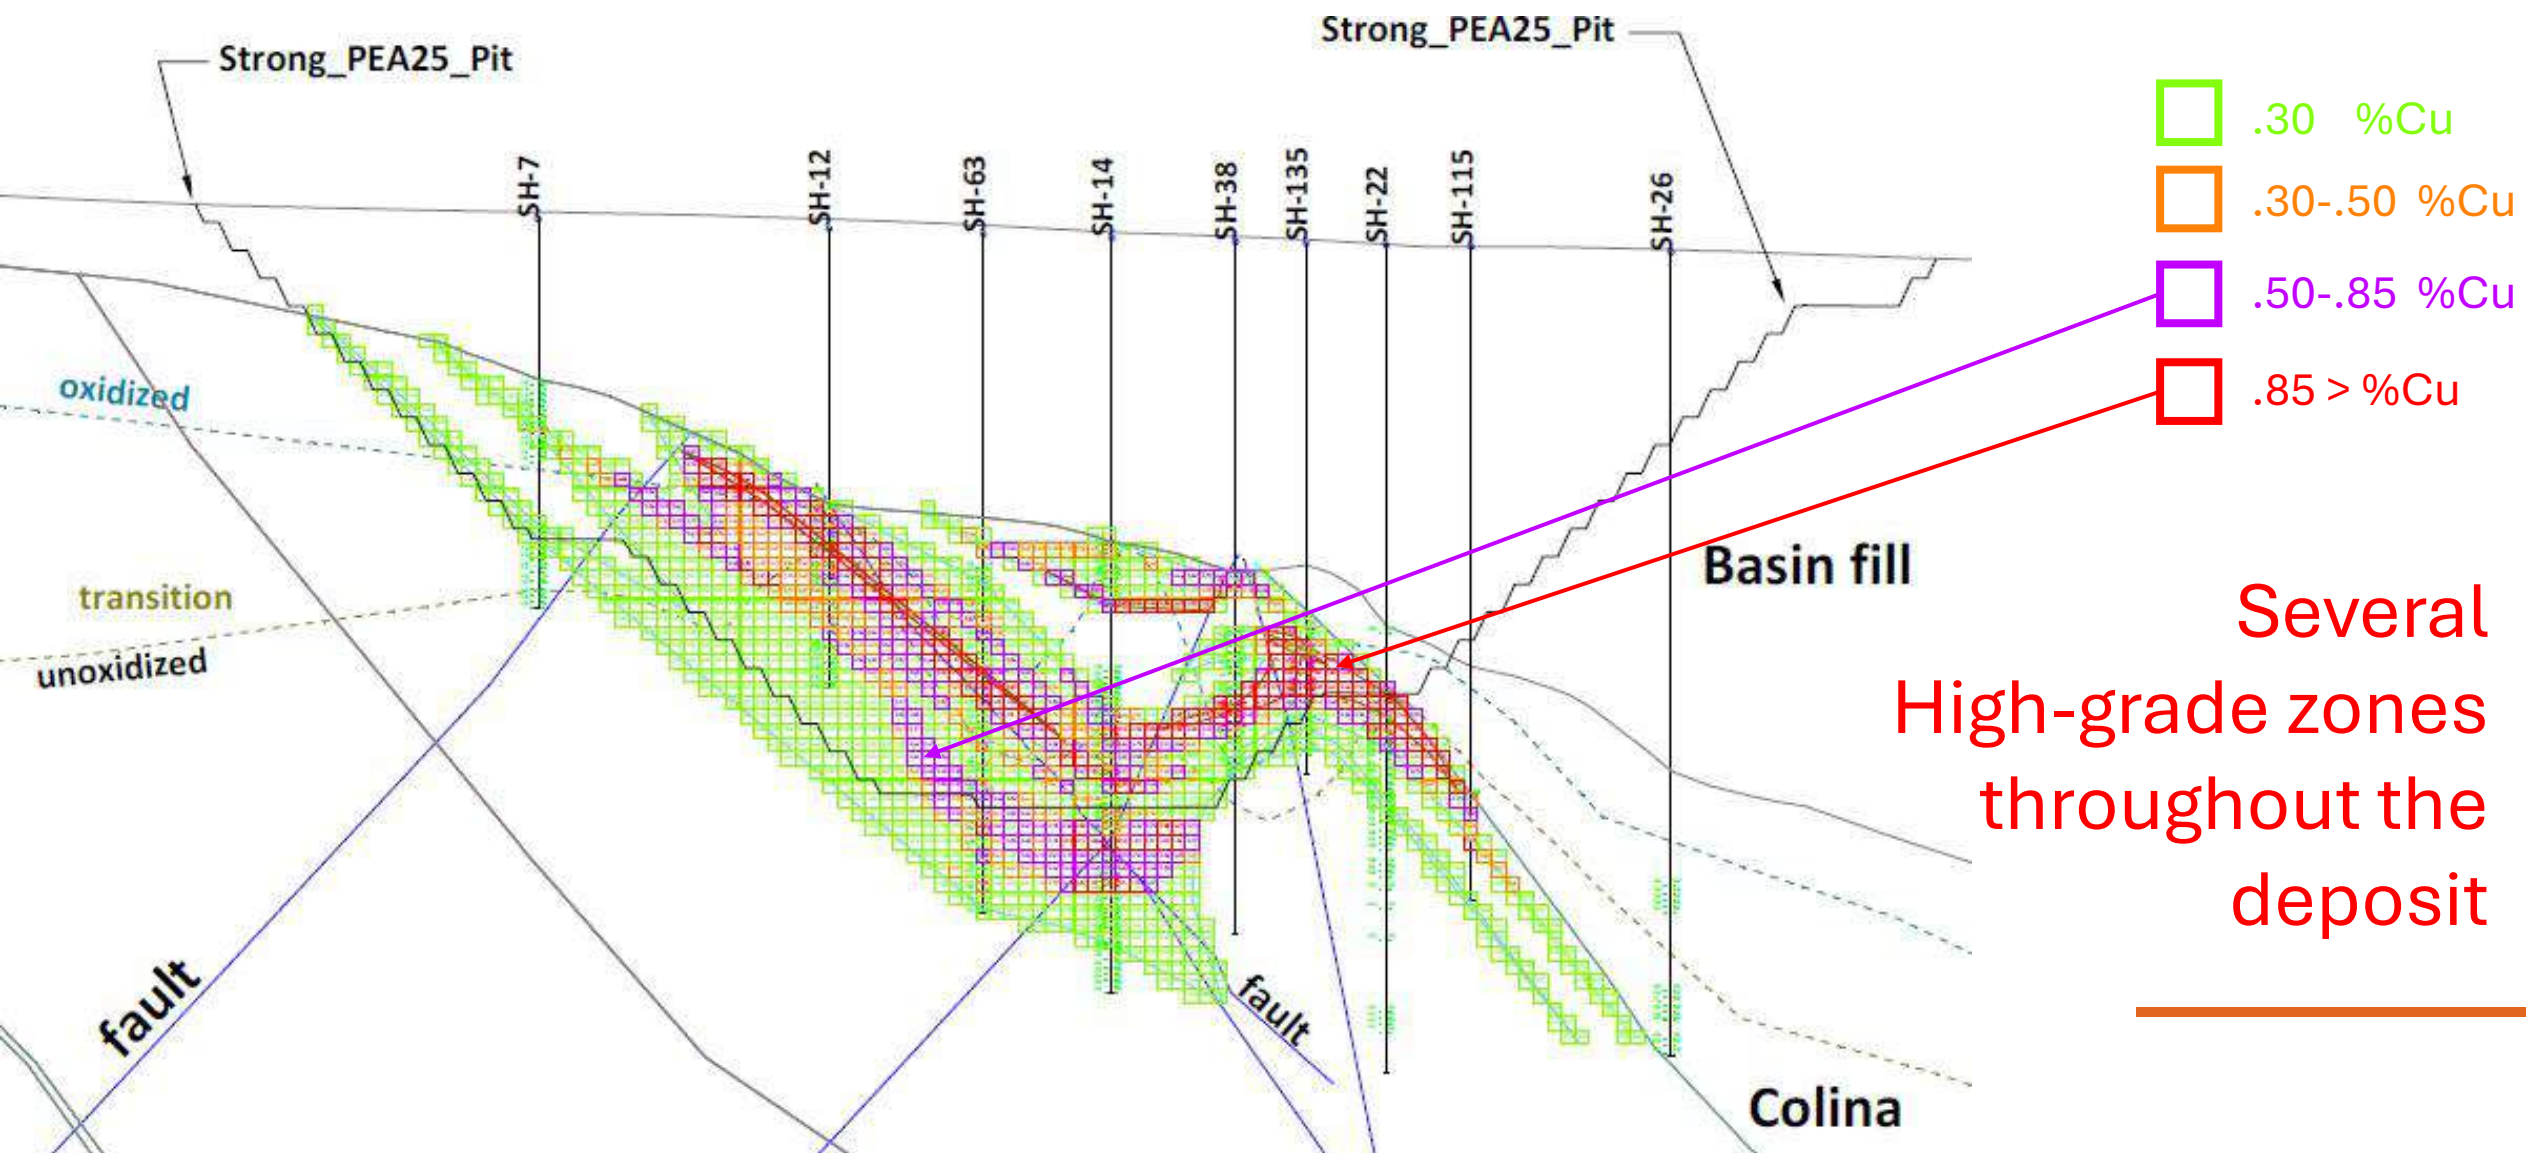 Strong_PEA25_Pit
Strong_PEA25_Pit
SH-7
SH-12
SH-63
SH-14
SH-38
SH-135
SH-22
SH-115
SH-26
.30 %Cu
.30-.50 %Cu
.50-.85 %Cu
.85 > %Cu
oxidized
transition
unoxidized
Basin fill
Several
High-grade zones
throughout the
deposit
fault
fault
Colina